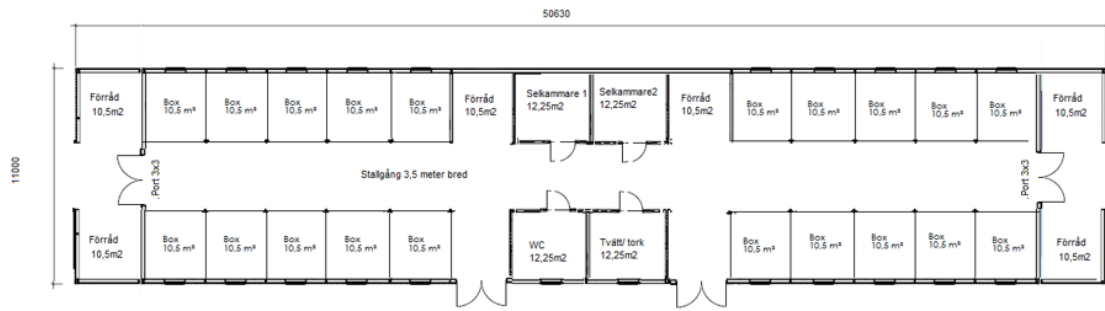 50630
11000
Förråd
10,5m2
Box
10,5 m²
Box
10,5 m²
Box
10,5 m²
Box
10,5 m²
Box
10,5 m²
Förråd
10,5m2
Selkammare 1
12,25m2
Selkammare2
12,25m2
Förråd
10,5m2
Box
10,5 m²
Box
10,5 m²
Box
10,5 m²
Box
10,5 m²
Box
10,5 m²
Förråd
10,5m2
.Port 3x3
Stallgång 3,5 meter bred
.Port 3x3
Förråd
10,5m2
Box
10,5 m²
Box
10,5 m²
Box
10,5 m²
Box
10,5 m²
Box
10,5 m²
WC
12,25m2
Tvätt/ tork
12,25m2
Box
10,5 m²
Box
10,5 m²
Box
10,5 m²
Box
10,5 m²
Box
10,5 m²
Förråd
10,5m2